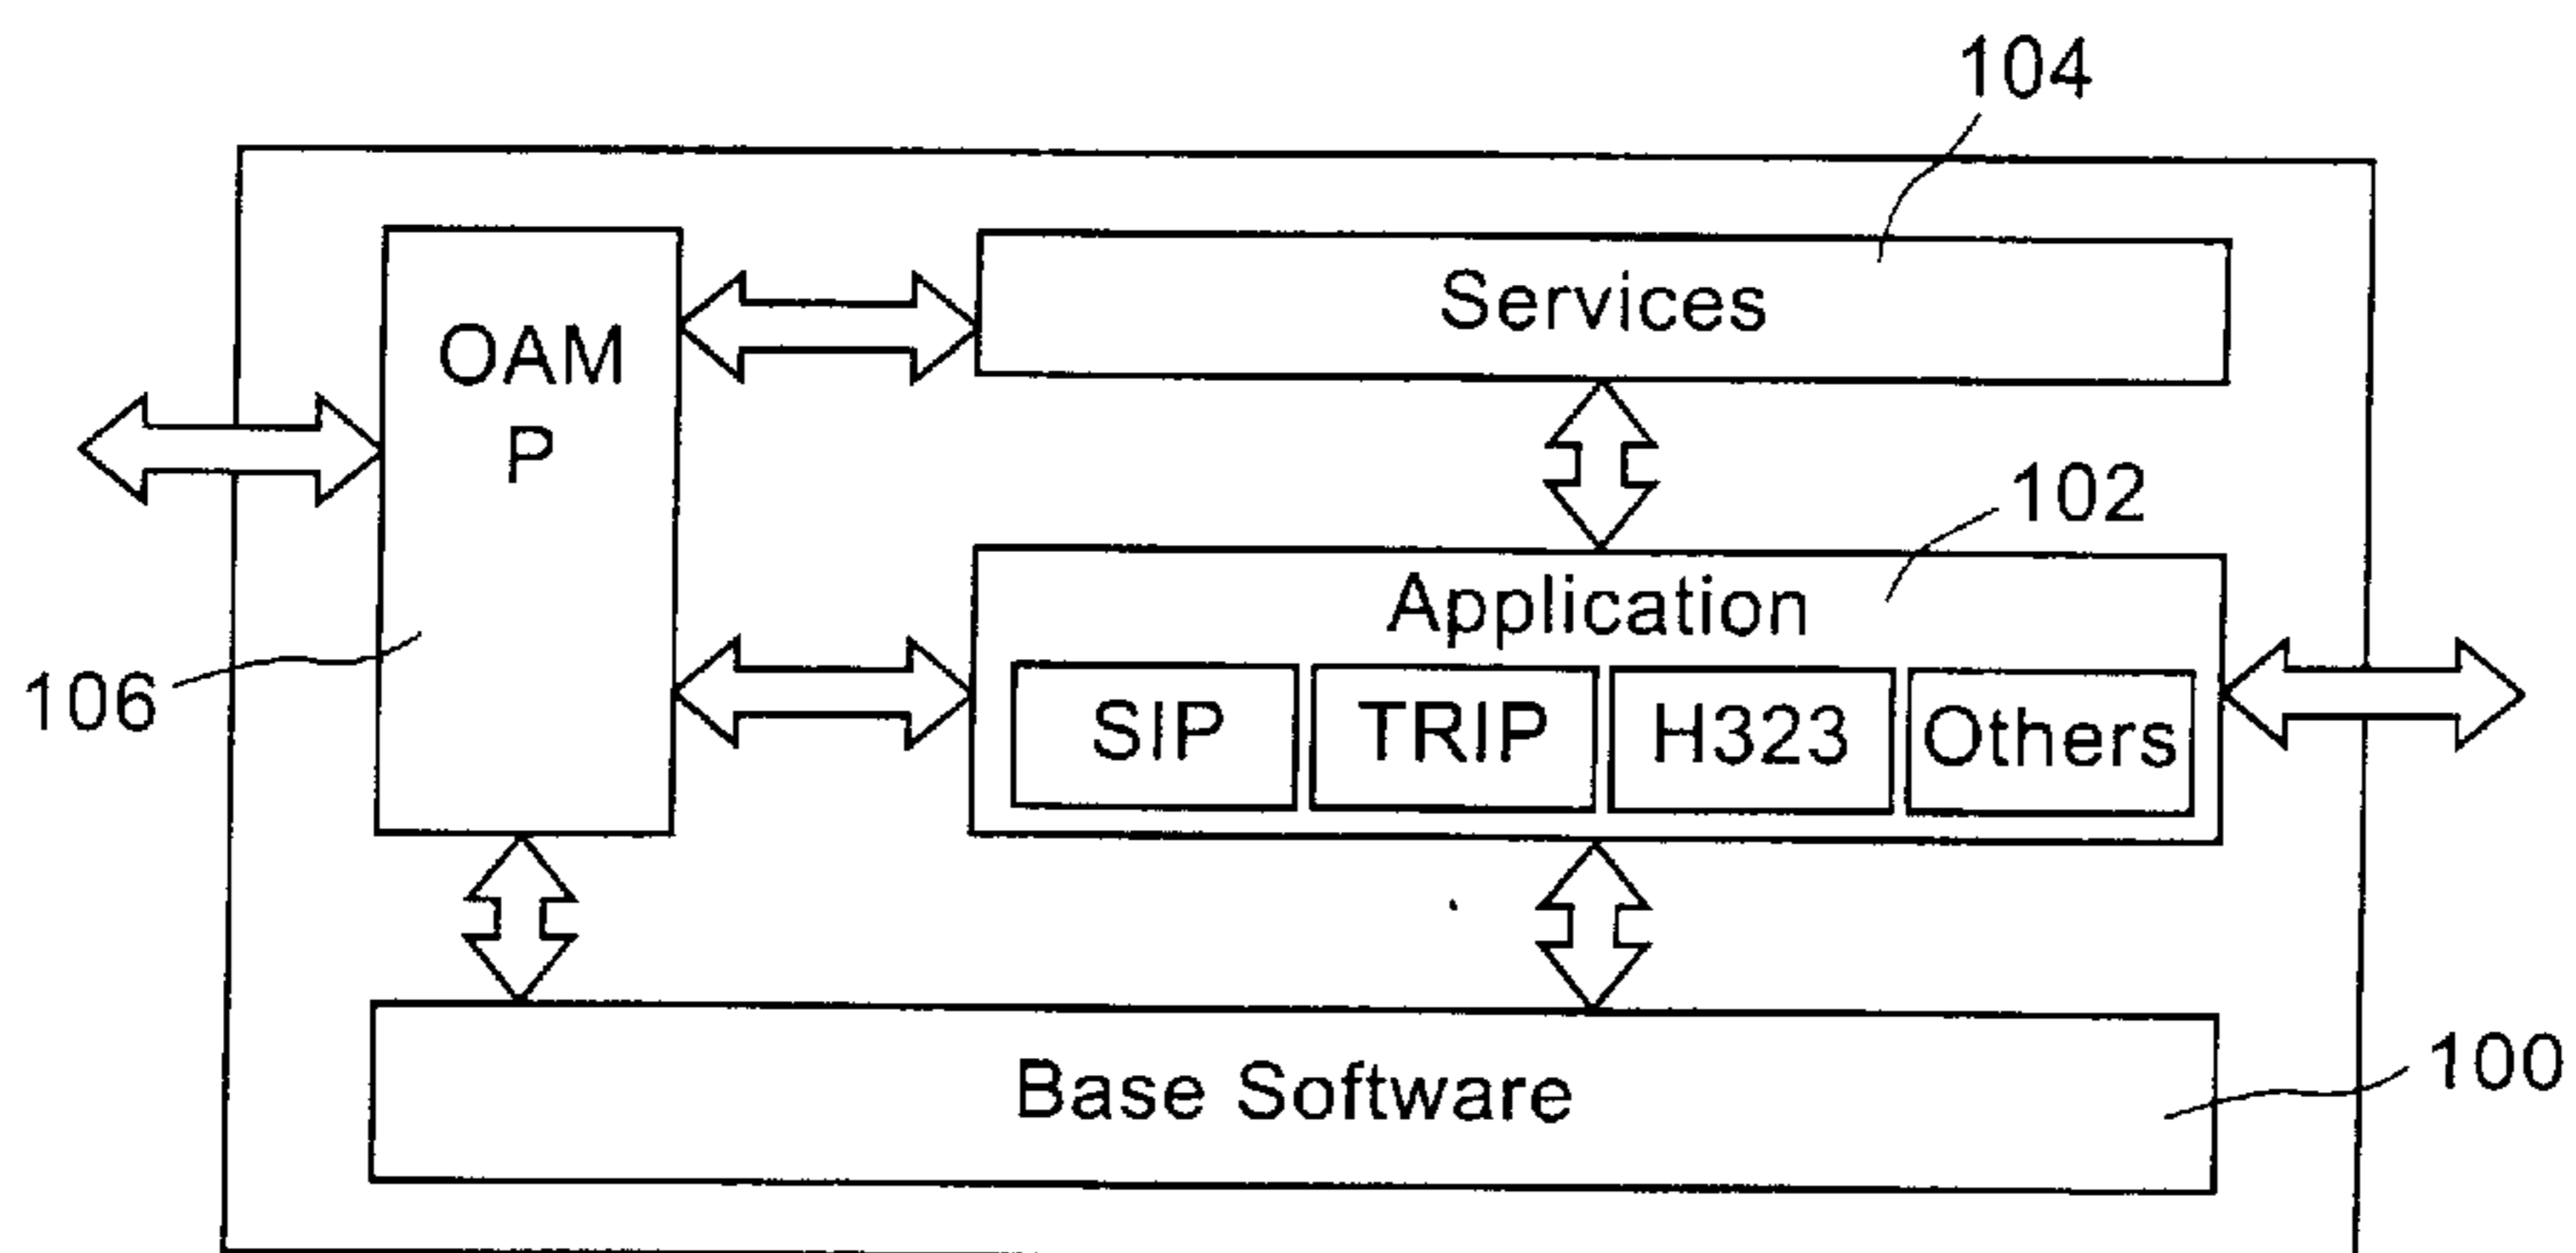 104
Services
OAM
P
102
Application
SIP TRIP H323 Others
106
Base Software
100